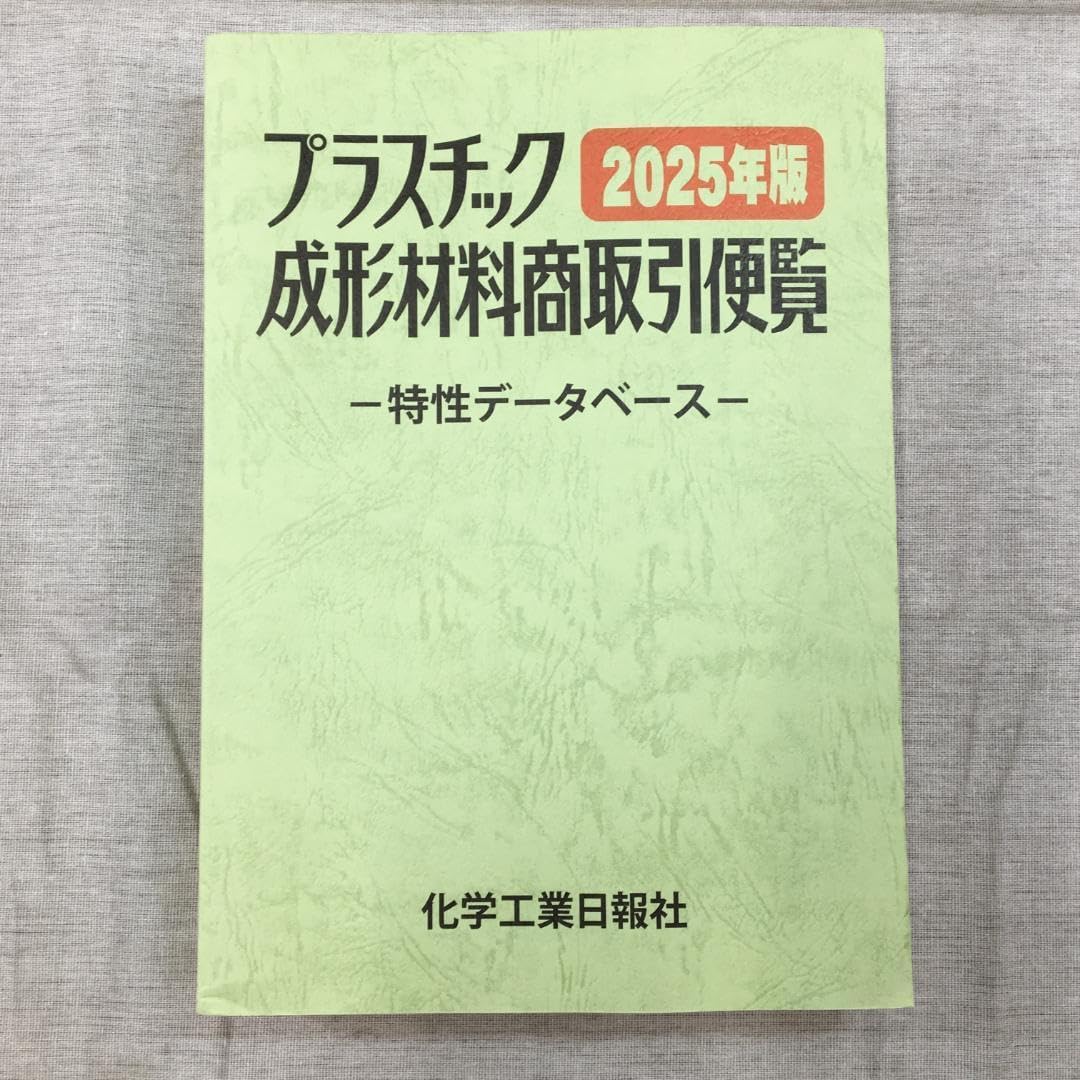 プラスチック 2025年版
成形材料商取引便覧
－特性データベース－
化学工業日報社